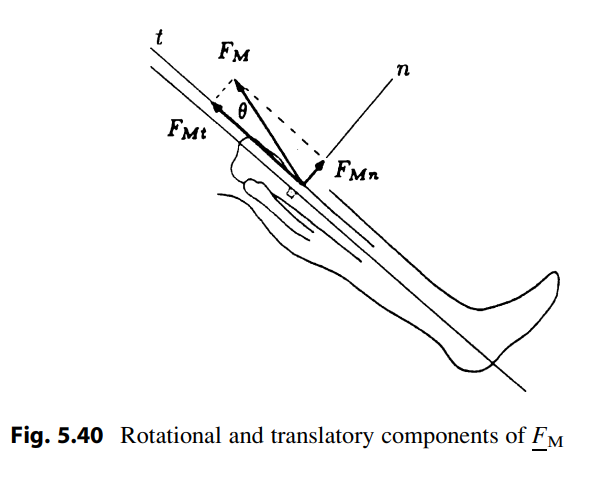 t
F_M
n
θ
F_Mt
F_Mn
Fig. 5.40 Rotational and translatory components of F_M